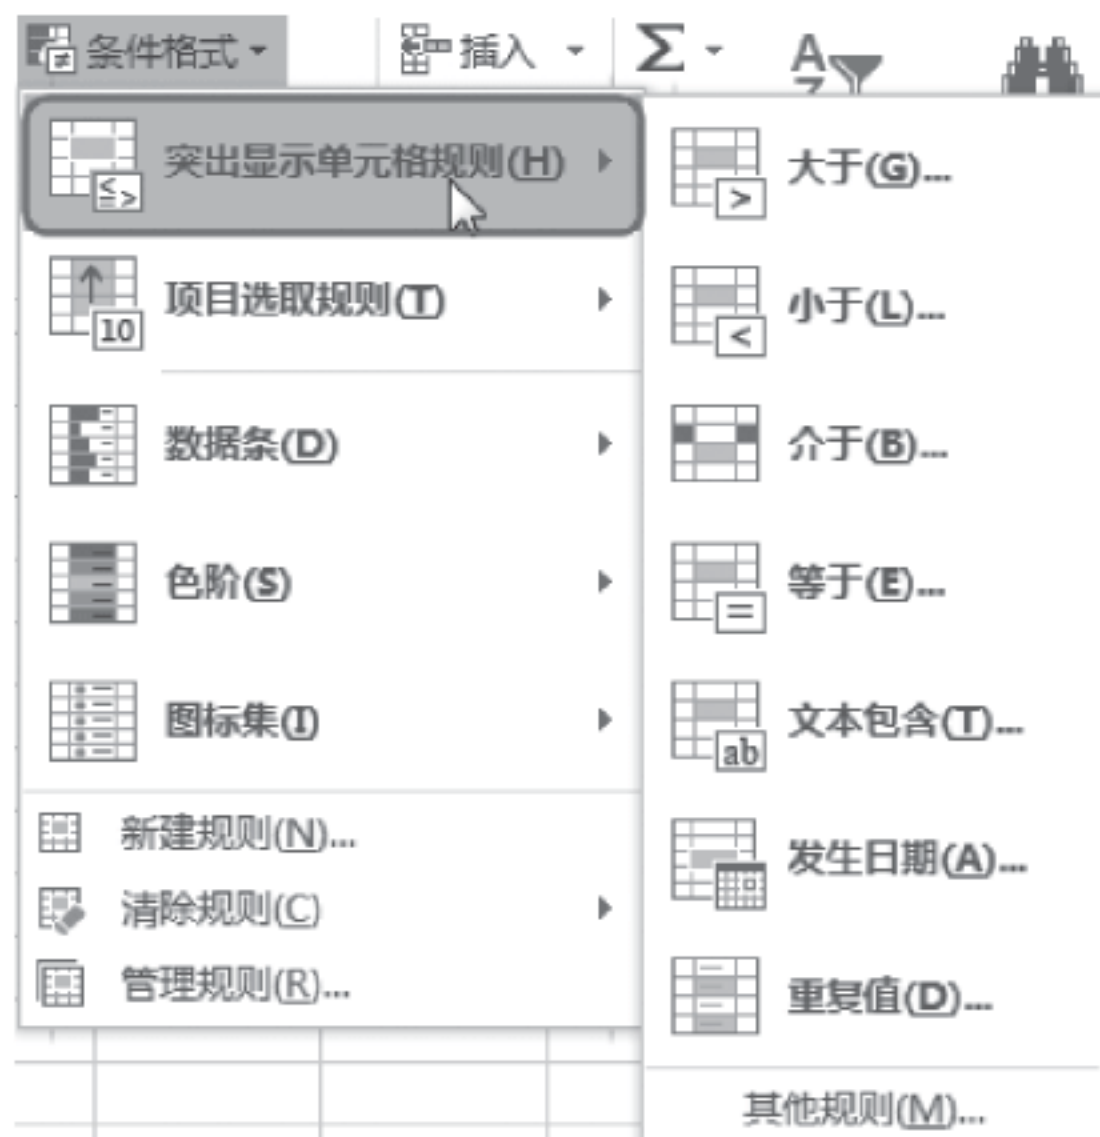 条件格式 插入 Σ A Z
突出显示单元格规则(H)
项目选取规则(T)
10
数据条(D)
色阶(S)
图标集(I)
新建规则(N)...
清除规则(C)
管理规则(R)...
大于(G)...
>
小于(L)...
<
介于(B)...
等于(E)...
=
文本包含(T)...
ab
发生日期(A)...
重复值(D)...
其他规则(M)...